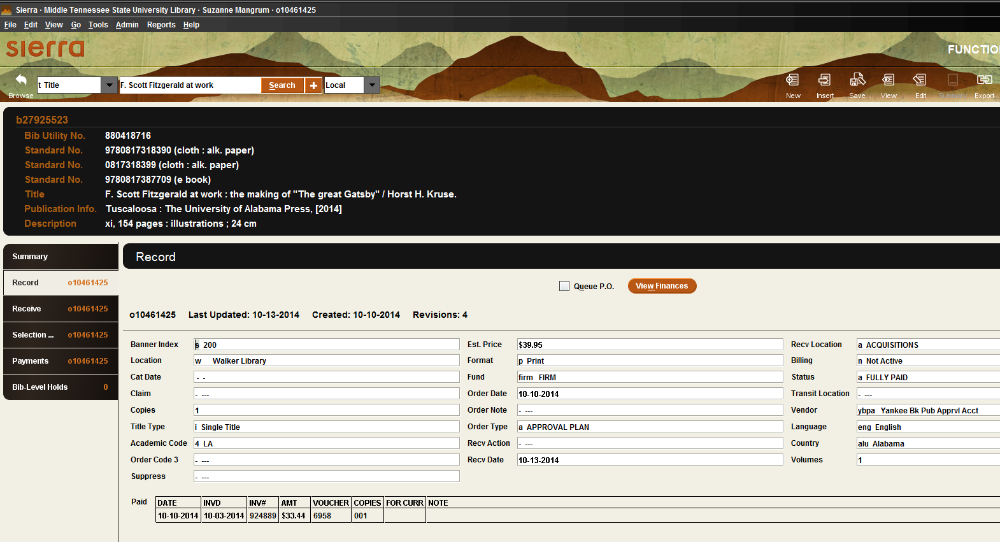 Sierra · Middle Tennessee State University Library · Suzanne Mangrum · o10461425
File Edit View Go Tools Admin Reports Help
sierra
FUNCTIO
t Title F. Scott Fitzgerald at work Search + Local
Browse New Insert Save View Edit Summary Export
b27925523
Bib Utility No. 880418716
Standard No. 9780817318390 (cloth : alk. paper)
Standard No. 0817318399 (cloth : alk. paper)
Standard No. 9780817387709 (e book)
Title F. Scott Fitzgerald at work : the making of "The great Gatsby" / Horst H. Kruse.
Publication Info. Tuscaloosa : The University of Alabama Press, [2014]
Description xi, 154 pages : illustrations ; 24 cm
Summary
Record o10461425
Receive o10461425
Selection ... o10461425
Payments o10461425
Bib-Level Holds 0
Record
Queue P.O. View Finances
o10461425 Last Updated: 10-13-2014 Created: 10-10-2014 Revisions: 4
Banner Index s 200 Est. Price $39.95 Recv Location a ACQUISITIONS
Location w Walker Library Format p Print Billing n Not Active
Cat Date - - Fund firm FIRM Status a FULLY PAID
Claim - --- Order Date 10-10-2014 Transit Location - ---
Copies 1 Order Note - --- Vendor ybpa Yankee Bk Pub Apprvl Acct
Title Type i Single Title Order Type a APPROVAL PLAN Language eng English
Academic Code 4 LA Recv Action - --- Country alu Alabama
Order Code 3 - --- Recv Date 10-13-2014 Volumes 1
Suppress - ---
Paid DATE INVD INV# AMT VOUCHER COPIES FOR CURR NOTE
10-10-2014 10-03-2014 924889 $33.44 6958 001